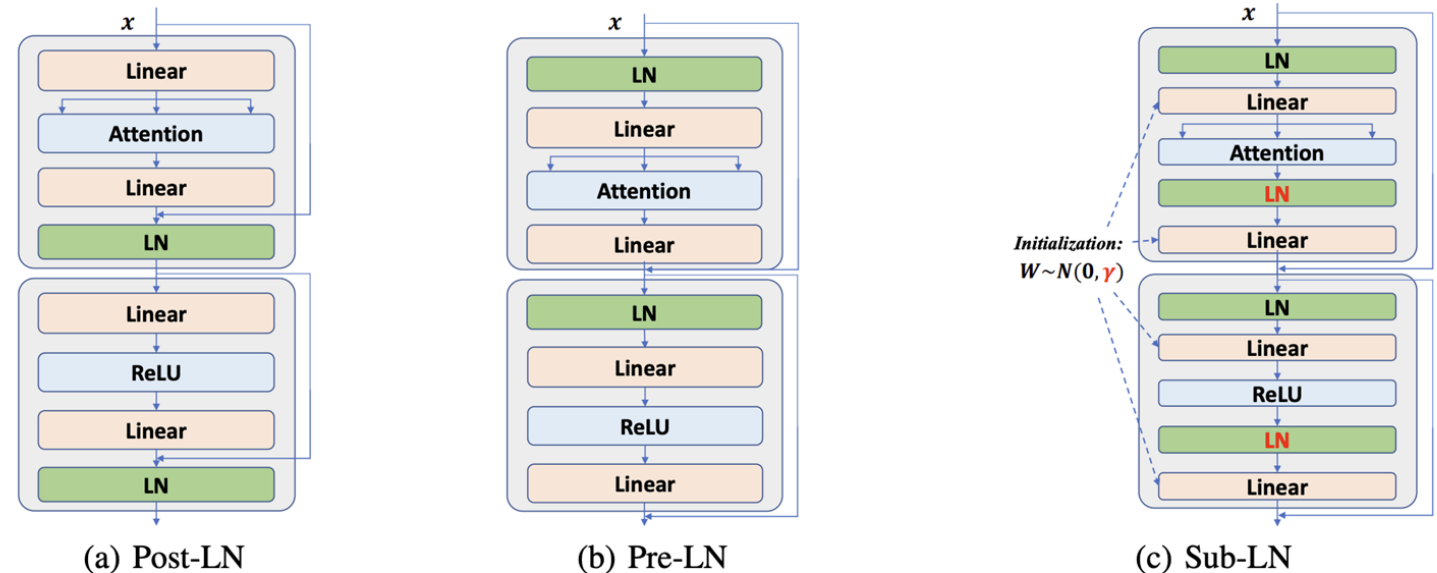 x
Linear
Attention
Linear
LN
Linear
ReLU
Linear
LN
(a) Post-LN
x
LN
Linear
Attention
Linear
LN
Linear
ReLU
Linear
(b) Pre-LN
x
LN
Linear
Attention
LN
Linear
Initialization:
W~N(0, γ)
LN
Linear
ReLU
LN
Linear
(c) Sub-LN